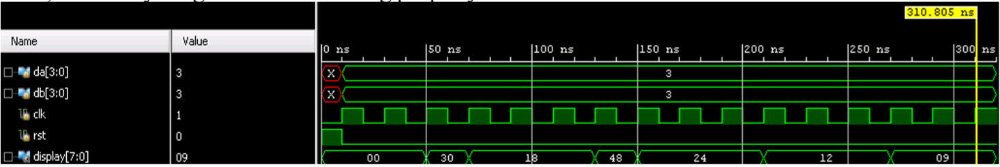 310.805 ns
Name Value
0 ns 50 ns 100 ns 150 ns 200 ns 250 ns 300 ns
da[3:0] 3 X 3
db[3:0] 3 X 3
clk 1
rst 0
display[7:0] 09 00 30 18 48 24 12 09